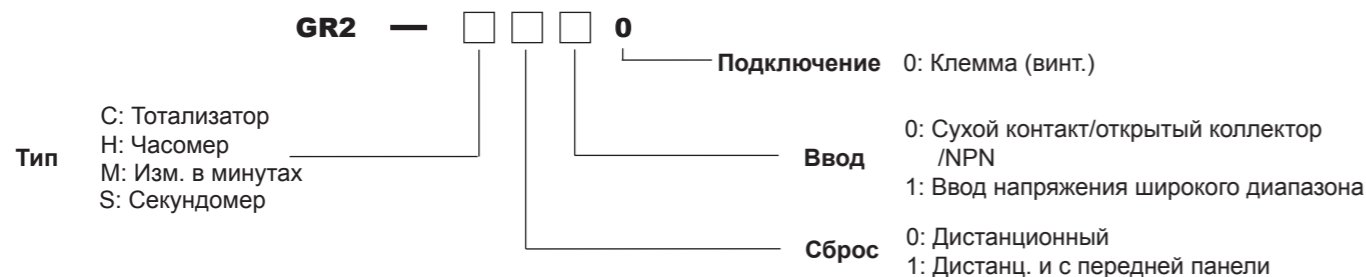 GR2 — □ □ □ 0
Подключение 0: Клемма (винт.)
Тип
C: Тотализатор
H: Часомер
M: Изм. в минутах
S: Секундомер
Ввод
0: Сухой контакт/открытый коллектор
/NPN
1: Ввод напряжения широкого диапазона
Сброс
0: Дистанционный
1: Дистанц. и с передней панели